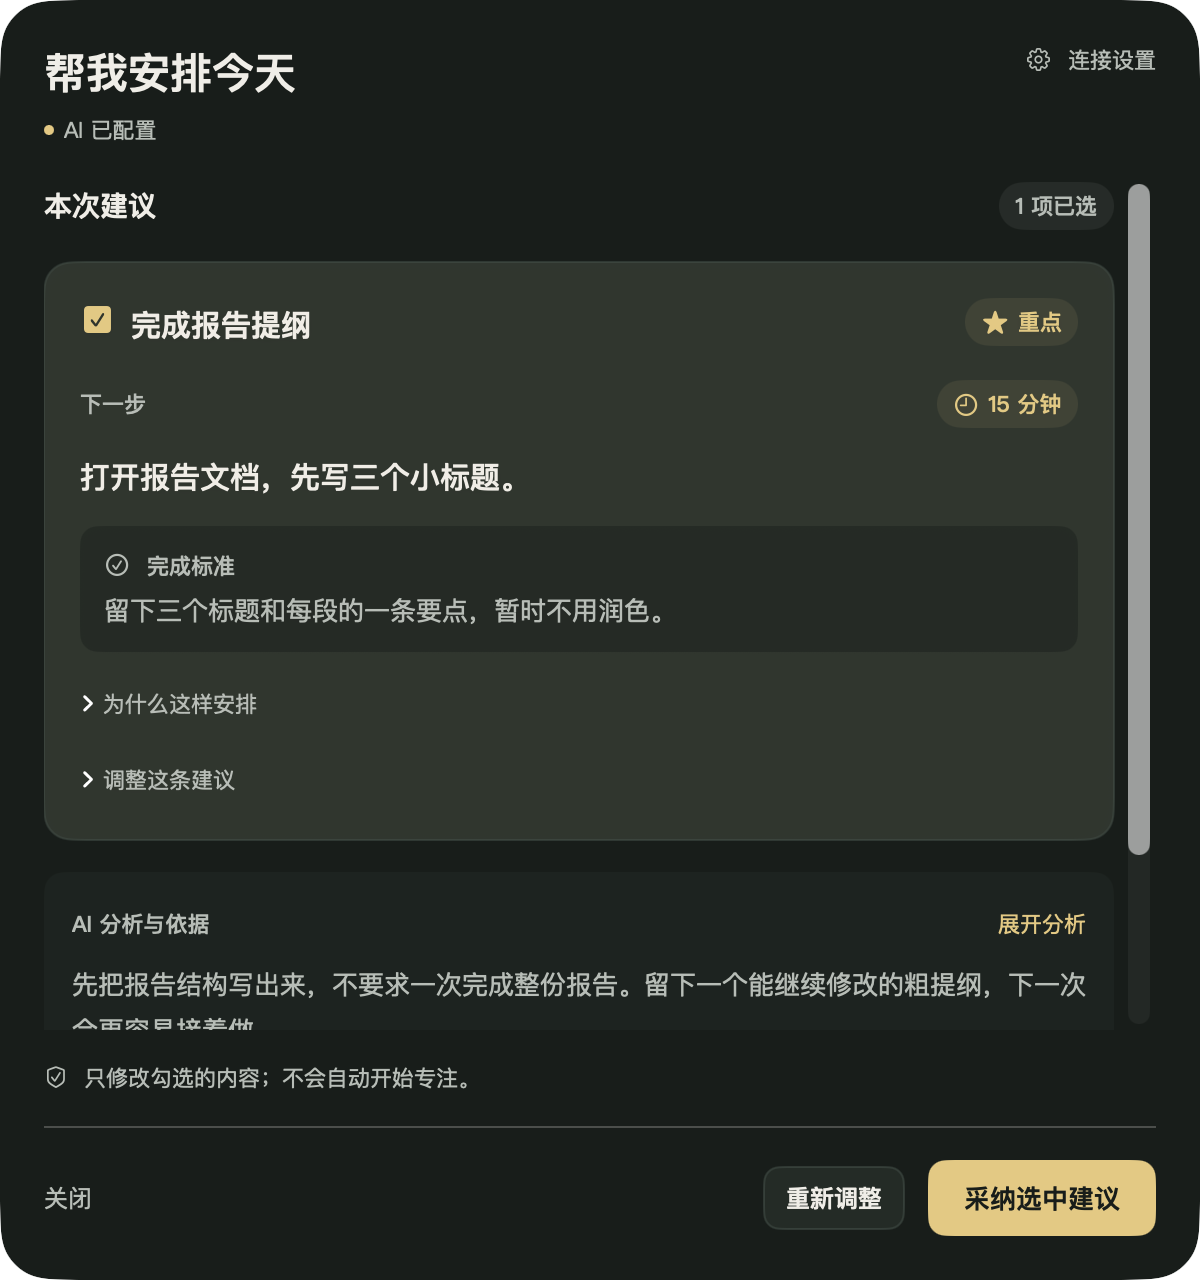 帮我安排今天
连接设置
AI 已配置
本次建议
1 项已选
完成报告提纲
重点
下一步
15 分钟
打开报告文档，先写三个小标题。
完成标准
留下三个标题和每段的一条要点，暂时不用润色。
为什么这样安排
调整这条建议
AI 分析与依据
展开分析
先把报告结构写出来，不要求一次完成整份报告。留下一个能继续修改的粗提纲，下一次
会更容易接着做
只修改勾选的内容；不会自动开始专注。
关闭
重新调整
采纳选中建议